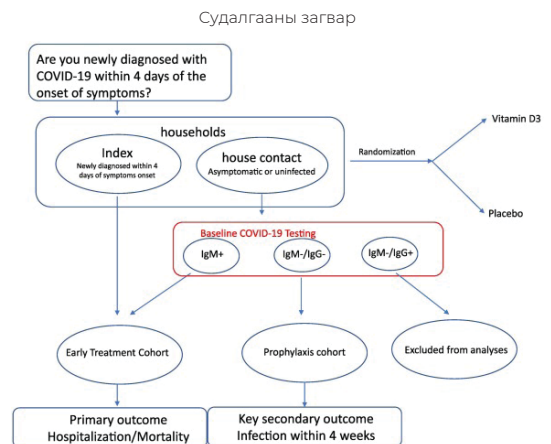 Судалгааны загвар
Are you newly diagnosed with
COVID-19 within 4 days of the
onset of symptoms?
households
Index
Newly diagnosed within 4
days of symptoms onset
house contact
Asymptomatic or uninfected
Randomization
Vitamin D3
Placebo
Baseline COVID-19 Testing
IgM+
IgM-/IgG-
IgM-/IgG+
Early Treatment Cohort
Prophylaxis cohort
Excluded from analyses
Primary outcome
Hospitalization/Mortality
Key secondary outcome
Infection within 4 weeks